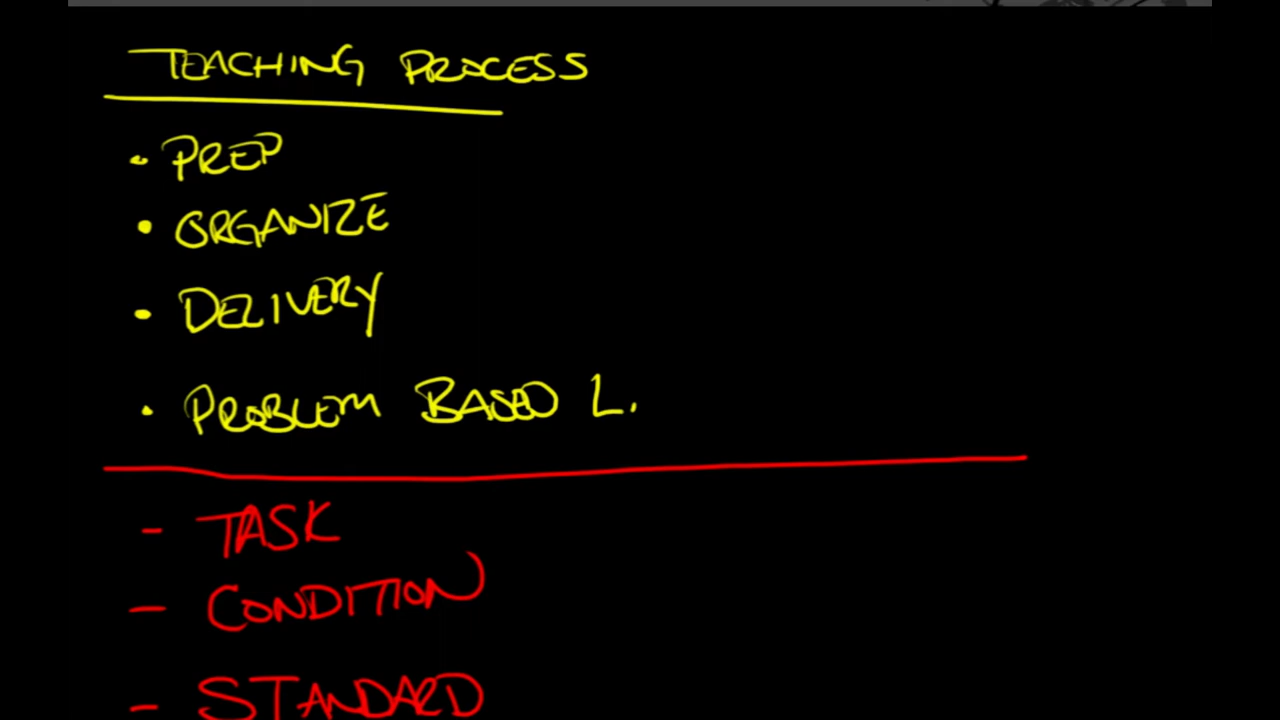 TEACHING PROCESS
• PREP
• ORGANIZE
• DELIVERY
• PROBLEM BASED L.
- TASK
- CONDITION
- STANDARD